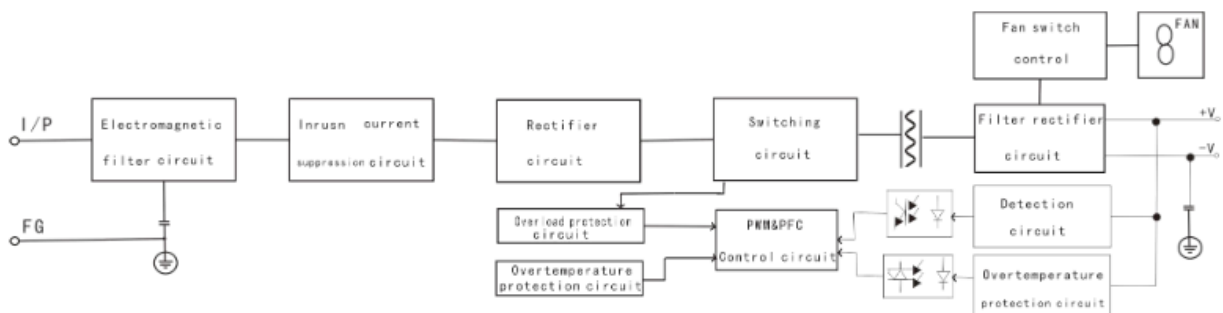 Fan switch
control
FAN
I/P
Electromagnetic
filter circuit
Inrusn current
suppression circuit
Rectifier
circuit
Switching
circuit
Filter rectifier
circuit
+V
-V
FG
Overload protection
circuit
PWM&PFC
Control circuit
Detection
circuit
Overtemperature
protection circuit
Overtemperature
protection circuit